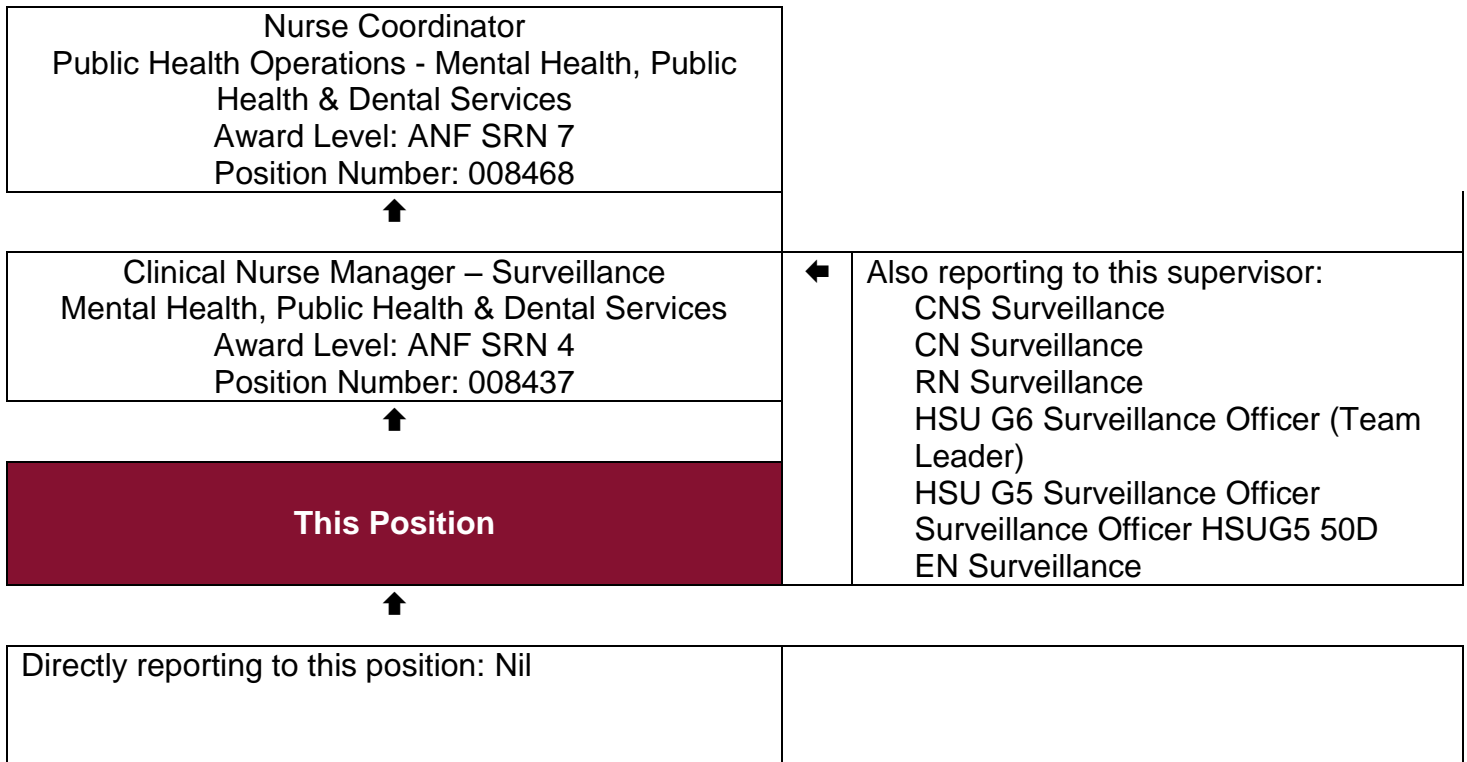 Nurse Coordinator
Public Health Operations - Mental Health, Public
Health & Dental Services
Award Level: ANF SRN 7
Position Number: 008468
Clinical Nurse Manager – Surveillance
Mental Health, Public Health & Dental Services
Award Level: ANF SRN 4
Position Number: 008437
Also reporting to this supervisor:
CNS Surveillance
CN Surveillance
RN Surveillance
HSU G6 Surveillance Officer (Team
Leader)
HSU G5 Surveillance Officer
Surveillance Officer HSUG5 50D
EN Surveillance
This Position
Directly reporting to this position: Nil